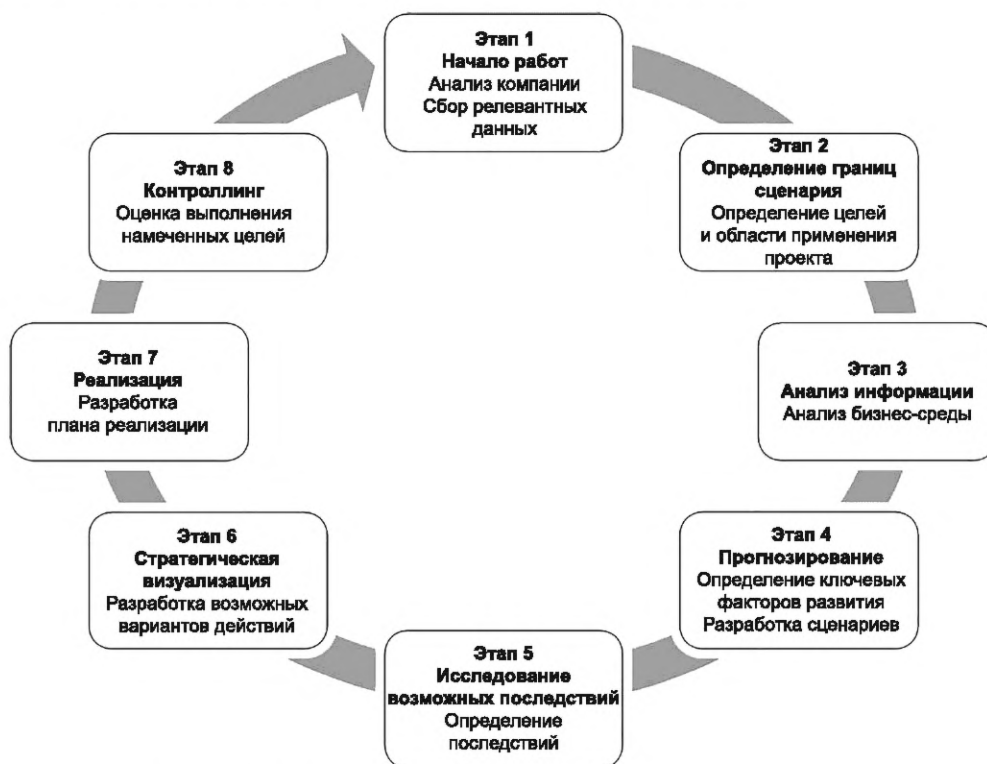 Этап 1
Начало работ
Анализ компании
Сбор релевантных
данных
Этап 2
Определение границ
сценария
Определение целей
и области применения
проекта
Этап 3
Анализ информации
Анализ бизнес-среды
Этап 4
Прогнозирование
Определение ключевых
факторов развития
Разработка сценариев
Этап 5
Исследование
возможных последствий
Определение
последствий
Этап 6
Стратегическая
визуализация
Разработка возможных
вариантов действий
Этап 7
Реализация
Разработка
плана реализации
Этап 8
Контроллинг
Оценка выполнения
намеченных целей